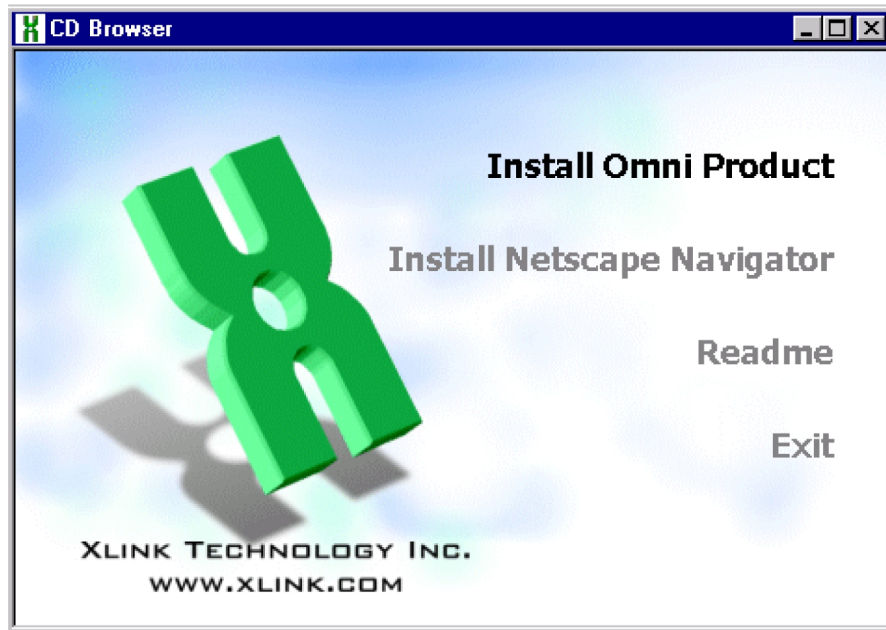 CD Browser
Install Omni Product
Install Netscape Navigator
Readme
Exit
XLINK TECHNOLOGY INC.
WWW.XLINK.COM